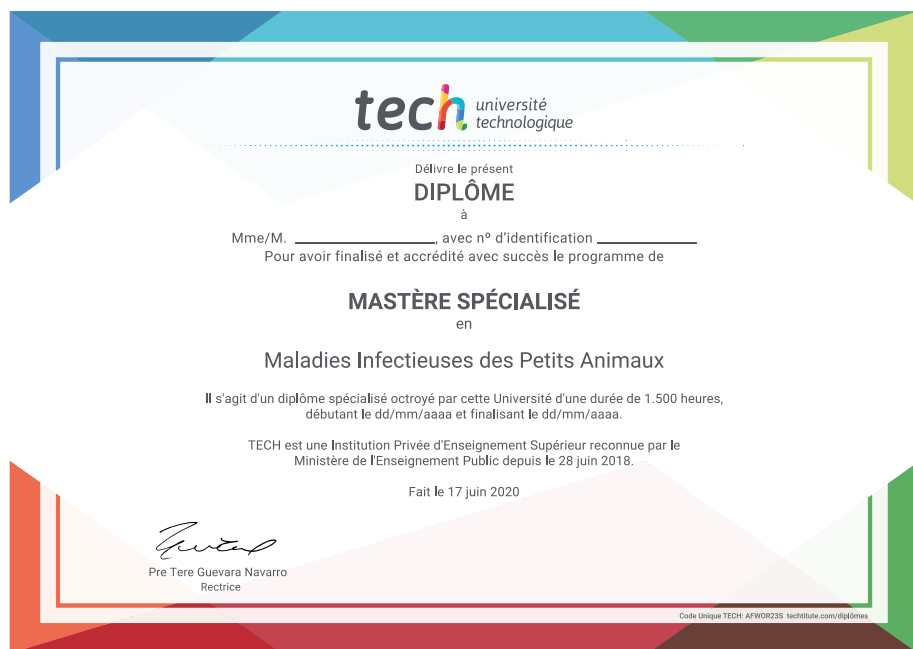 tech université
technologique
Délivre le présent
DIPLÔME
à
Mme/M. ____________, avec nº d'identification ____________
Pour avoir finalisé et accrédité avec succès le programme de
MASTÈRE SPÉCIALISÉ
en
Maladies Infectieuses des Petits Animaux
Il s'agit d'un diplôme spécialisé octroyé par cette Université d'une durée de 1.500 heures,
débutant le dd/mm/aaaa et finalisant le dd/mm/aaaa.
TECH est une Institution Privée d'Enseignement Supérieur reconnue par le
Ministère de l'Enseignement Public depuis le 28 juin 2018.
Fait le 17 juin 2020
Pre Tere Guevara Navarro
Rectrice
Code Unique TECH: AFWOR23S techtitute.com/diplômes